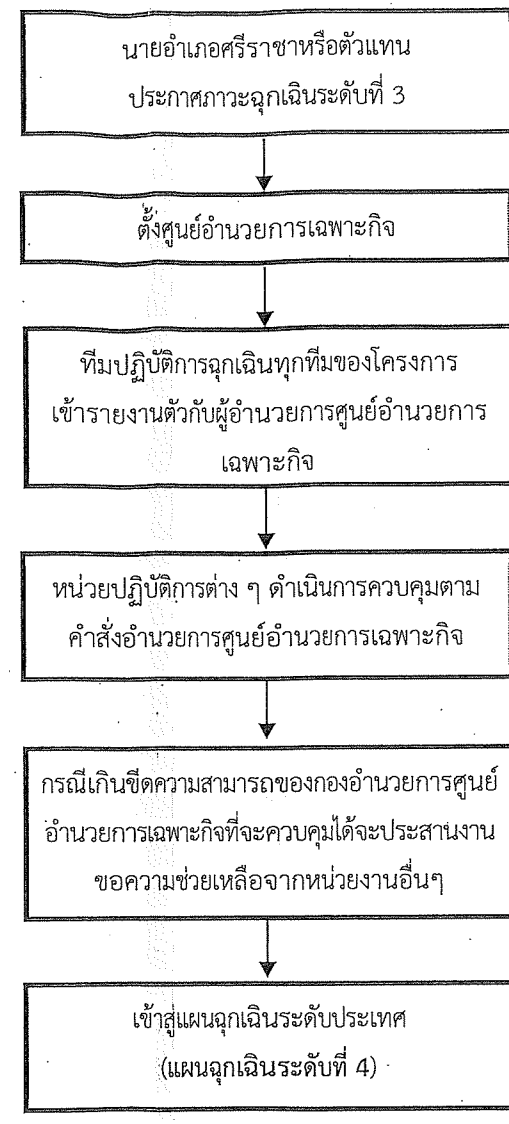 นายอำเภอศรีราชาหรือตัวแทน
ประกาศภาวะฉุกเฉินระดับที่ 3
ตั้งศูนย์อำนวยการเฉพาะกิจ
ทีมปฏิบัติการฉุกเฉินทุกทีมของโครงการ
เข้ารายงานตัวกับผู้อำนวยการศูนย์อำนวยการ
เฉพาะกิจ
หน่วยปฏิบัติการต่าง ๆ ดำเนินการควบคุมตาม
คำสั่งอำนวยการศูนย์อำนวยการเฉพาะกิจ
กรณีเกินขีดความสามารถของกองอำนวยการศูนย์
อำนวยการเฉพาะกิจที่จะควบคุมได้จะประสานงาน
ขอความช่วยเหลือจากหน่วยงานอื่นๆ
เข้าสู่แผนฉุกเฉินระดับประเทศ
(แผนฉุกเฉินระดับที่ 4)